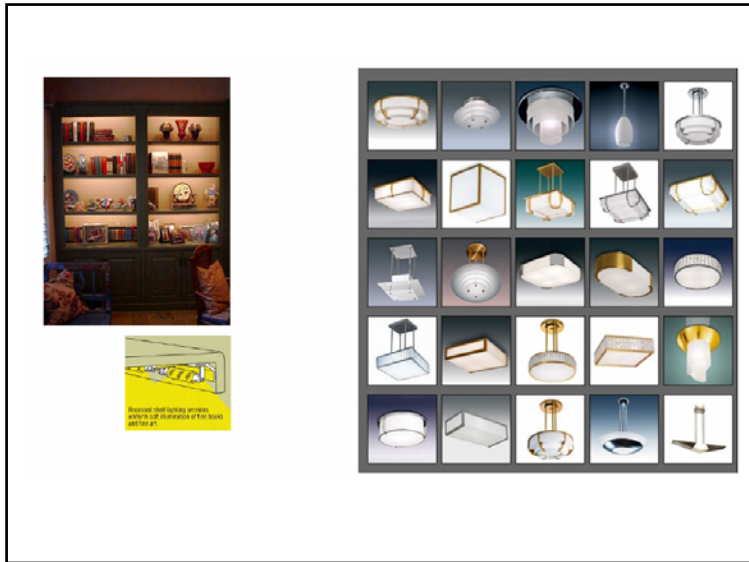 Recessed shelf lighting provides
uniform soft illumination of fine books
and fine art.